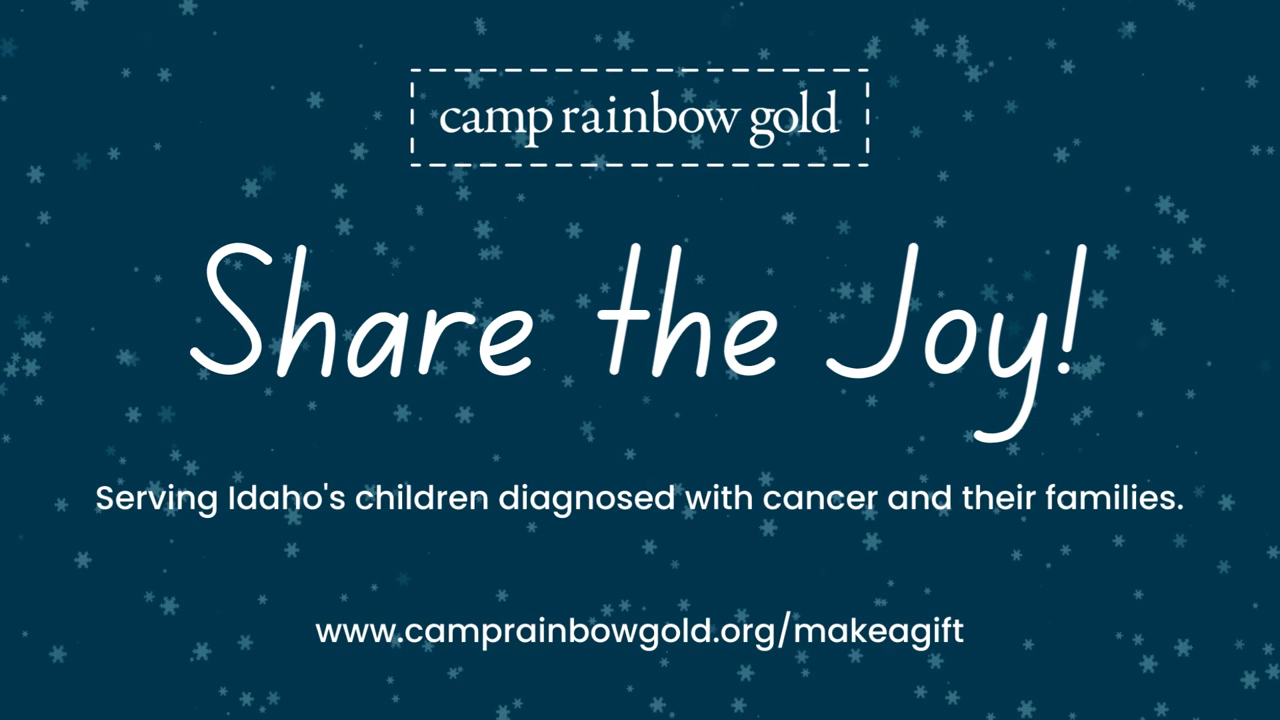 camp rainbow gold
Share the Joy!
Serving Idaho's children diagnosed with cancer and their families.
www.camprainbowgold.org/makeagift